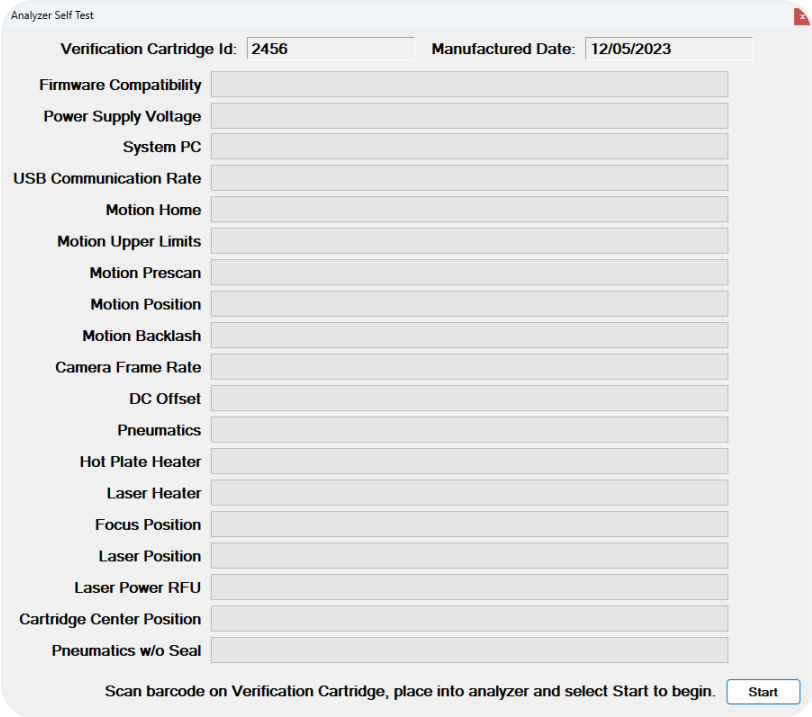 Analyzer Self Test
x
Verification Cartridge Id: 2456 Manufactured Date: 12/05/2023
Firmware Compatibility
Power Supply Voltage
System PC
USB Communication Rate
Motion Home
Motion Upper Limits
Motion Prescan
Motion Position
Motion Backlash
Camera Frame Rate
DC Offset
Pneumatics
Hot Plate Heater
Laser Heater
Focus Position
Laser Position
Laser Power RFU
Cartridge Center Position
Pneumatics w/o Seal
Scan barcode on Verification Cartridge, place into analyzer and select Start to begin. Start